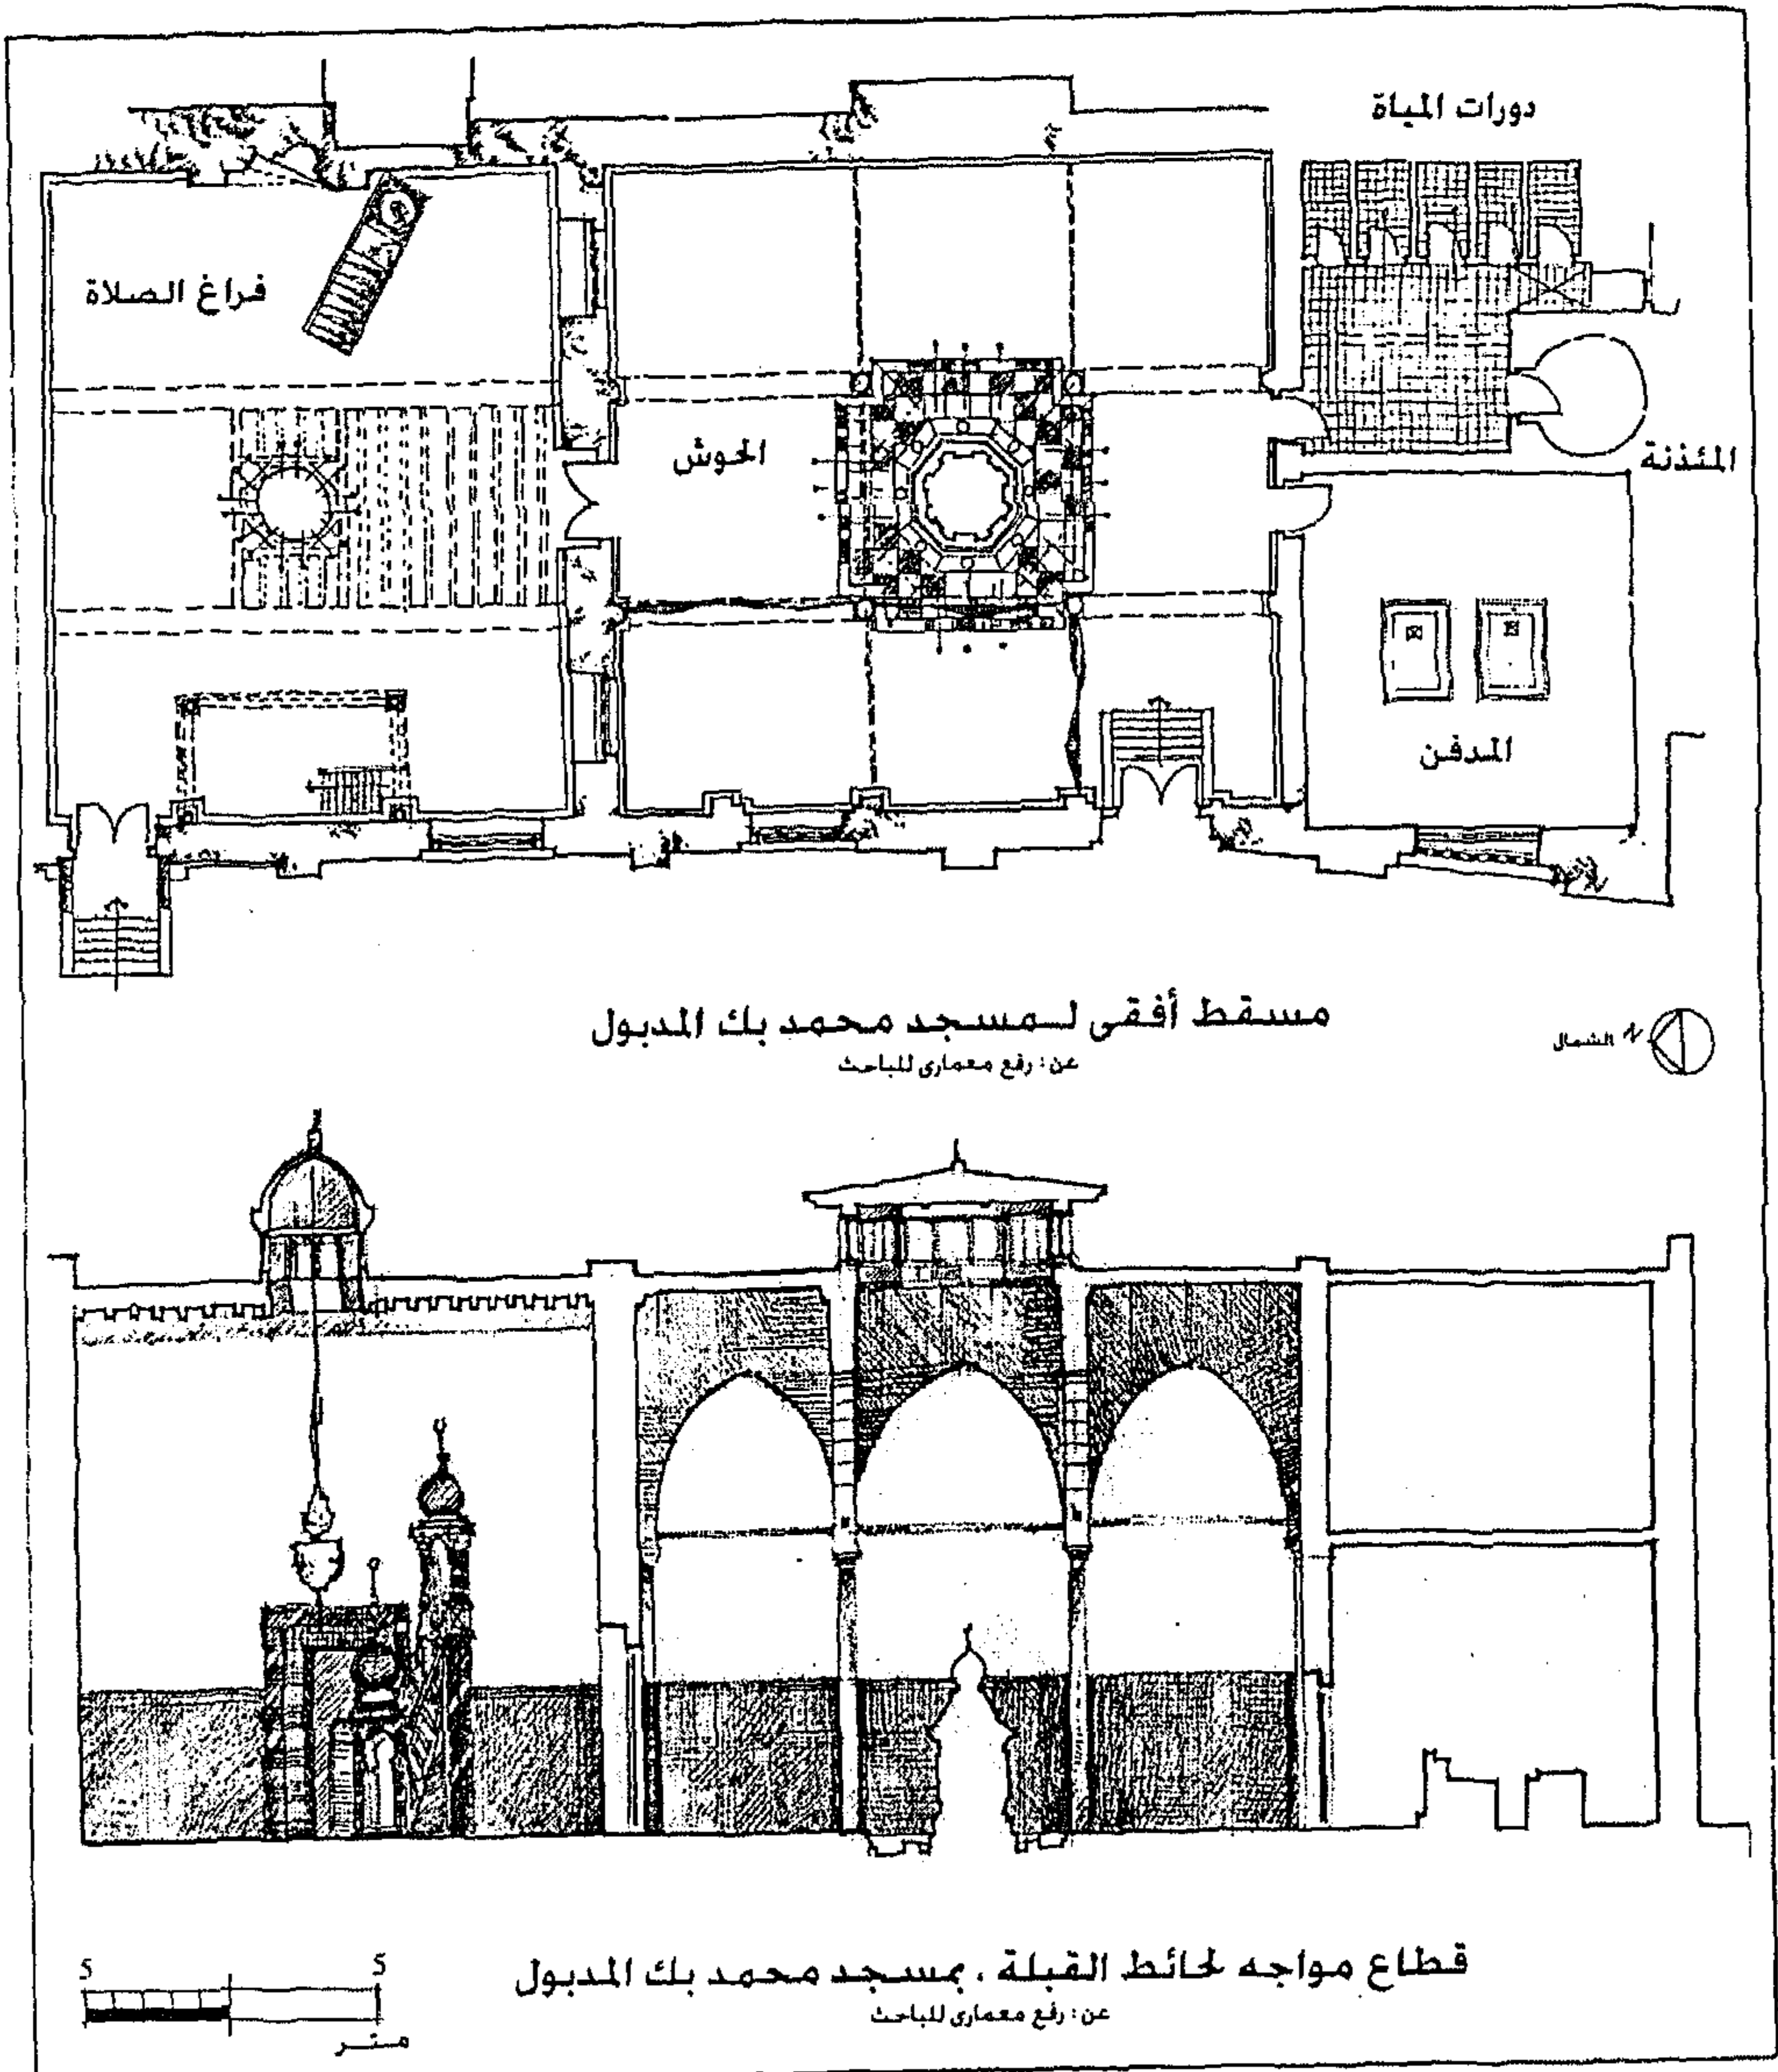 دورات المياة
فراغ الصلاة
الحوش
المئذنة
المدفن
مسقط أفقى لمسجد محمد بك المدبول
عن: رفع معمارى للباحث
الشمال N
قطاع مواجه لحائط القبلة ، بمسجد محمد بك المدبول
عن: رفع معمارى للباحث
5 5
متر